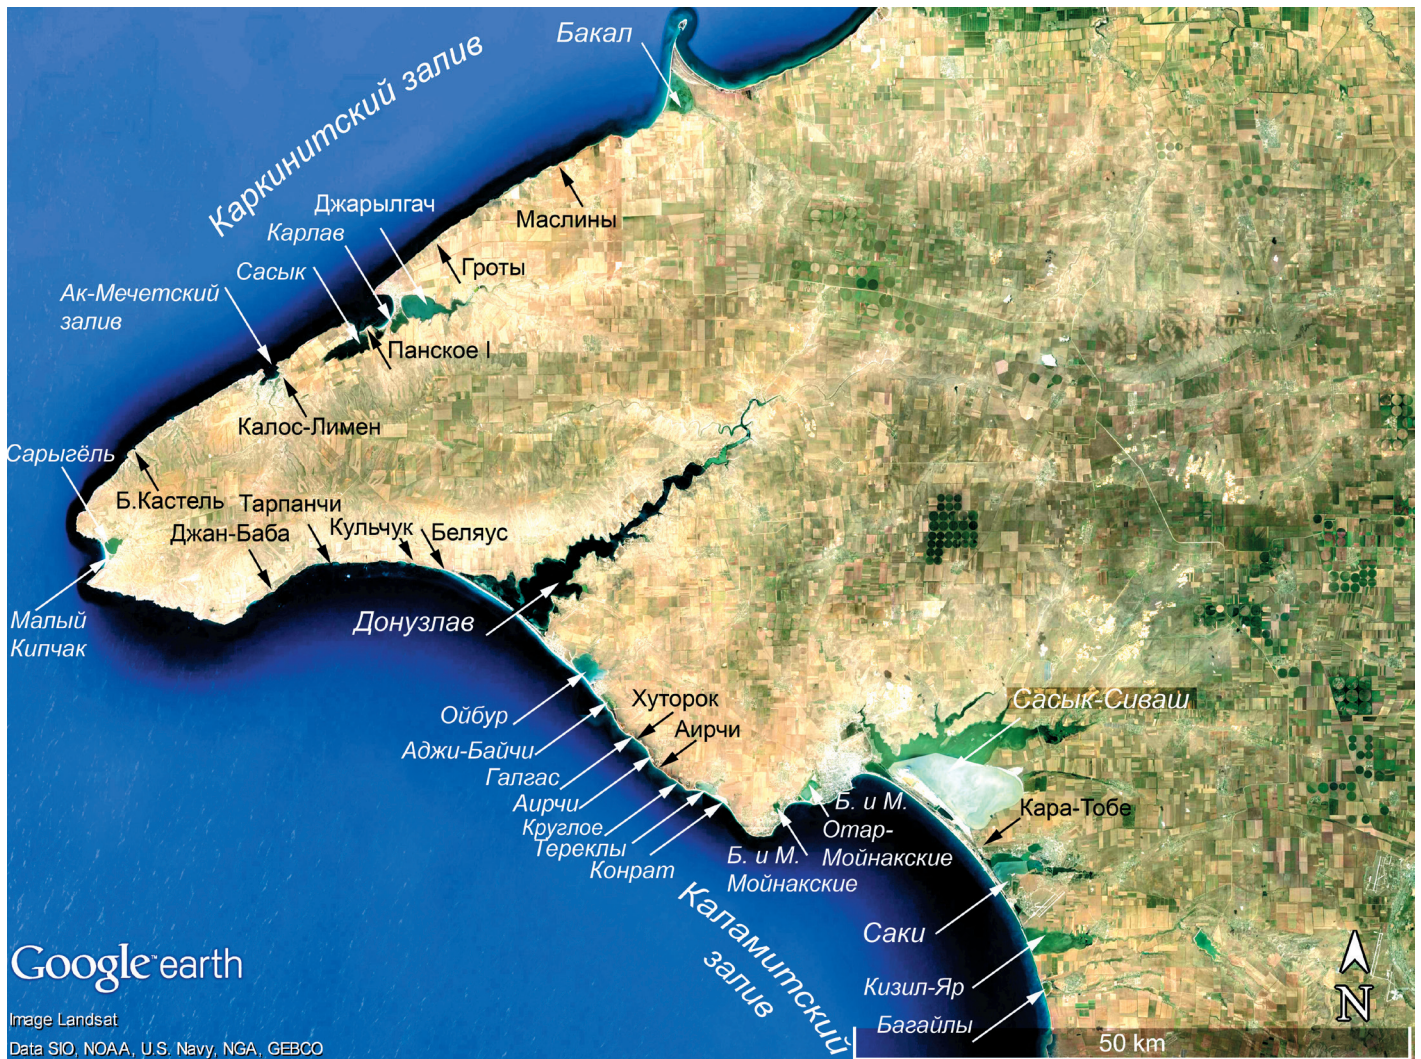 Бакал
Каркинитский залив
Джарылгач
Карлав
Маслины
Сасык
Гроты
Ак-Мечетский
залив
Панское I
Калос-Лимен
Сарыгёль
Б.Кастель
Тарпанчи
Джан-Баба
Кульчук
Беляус
Малый
Кипчак
Донузлав
Ойбур
Хуторок
Сасык-Сиваш
Аирчи
Аджи-Байчи
Галгас
Аирчи
Круглое
Тереклы
Конрат
Б. и М.
Отар-
Мойнакские
Кара-Тобе
Б. и М.
Мойнакские
Каламитский
залив
Саки
Кизил-Яр
Багайлы
Google earth
Image Landsat
Data SIO, NOAA, U.S. Navy, NGA, GEBCO
N
50 km